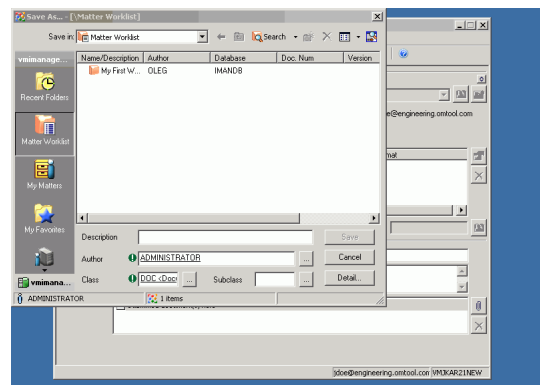 Save As... - [\Matter Worklist]
Save in: Matter Worklist
Search
vmimanage...
Recent Folders
Matter Worklist
My Matters
My Favorites
vmimana...
Name/Description Author Database Doc. Num Version
My First W... OLEG IMANDB
Description
Save
Author ADMINISTRATOR ... Cancel
Class DOC <Docu ... Subclass ... Detail...
ADMINISTRATOR 1 items
e@engineering.omtool.com
mat
jdoe@engineering.omtool.con VMJKAR21NEW